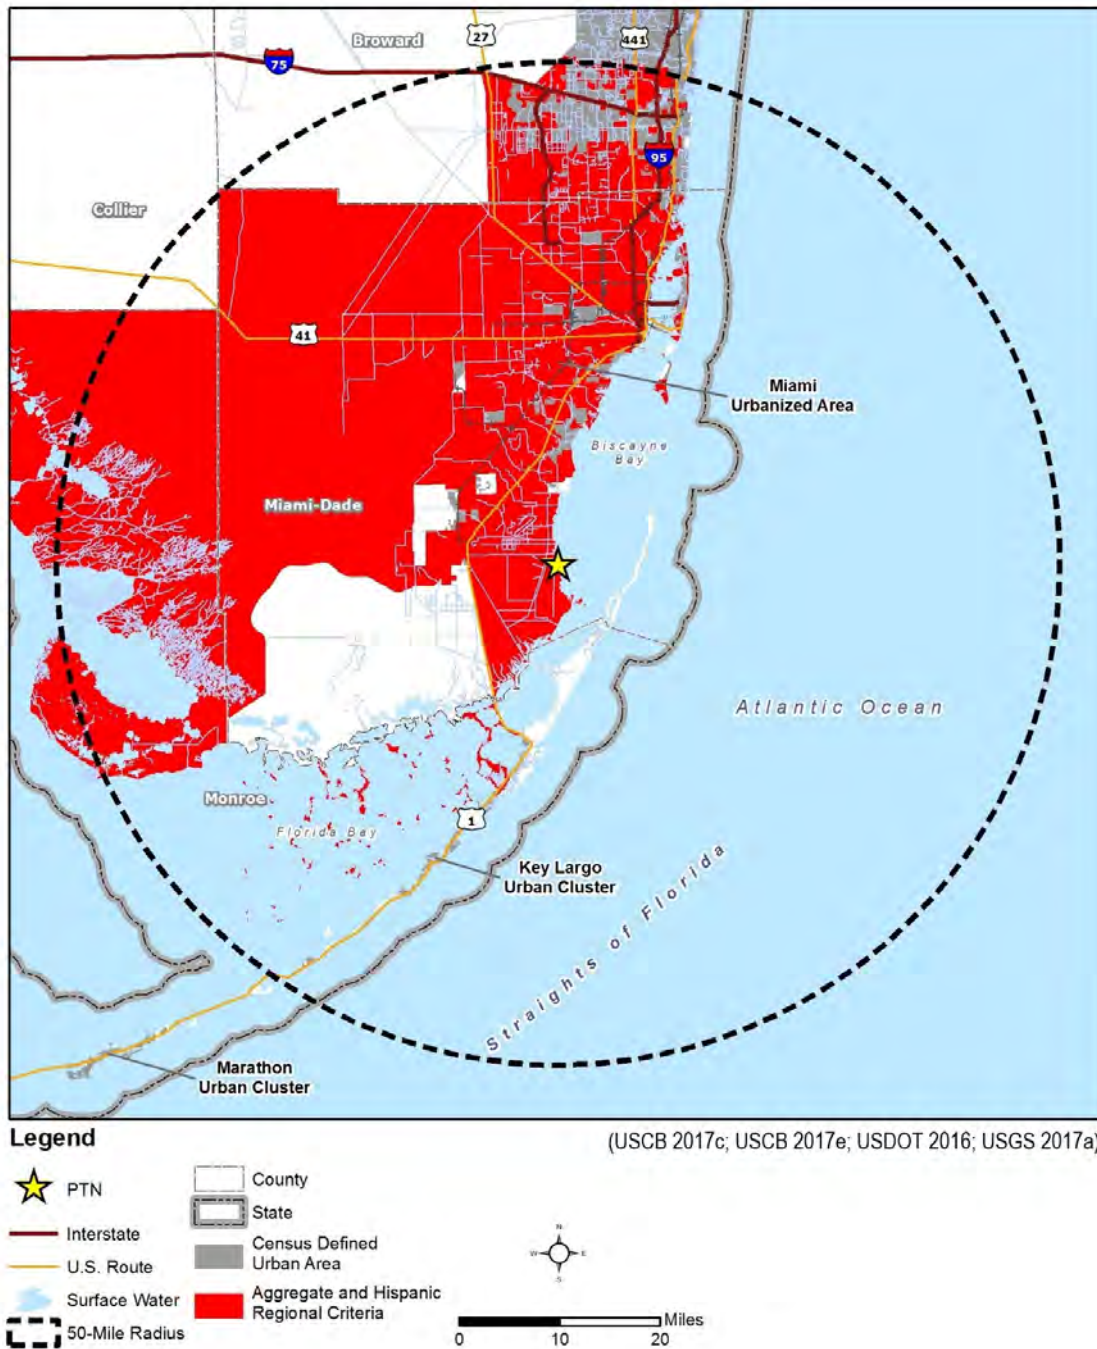 Broward
27
441
75
95
Collier
41
Miami
Urbanized Area
Biscayne
Bay
Miami-Dade
Atlantic Ocean
Monroe
Florida Bay
1
Key Largo
Urban Cluster
Straights of Florida
Marathon
Urban Cluster
Legend
(USCB 2017c; USCB 2017e; USDOT 2016; USGS 2017a)
PTN
Interstate
U.S. Route
Surface Water
50-Mile Radius
County
State
Census Defined
Urban Area
Aggregate and Hispanic
Regional Criteria
N
W E
S
Miles
0 10 20